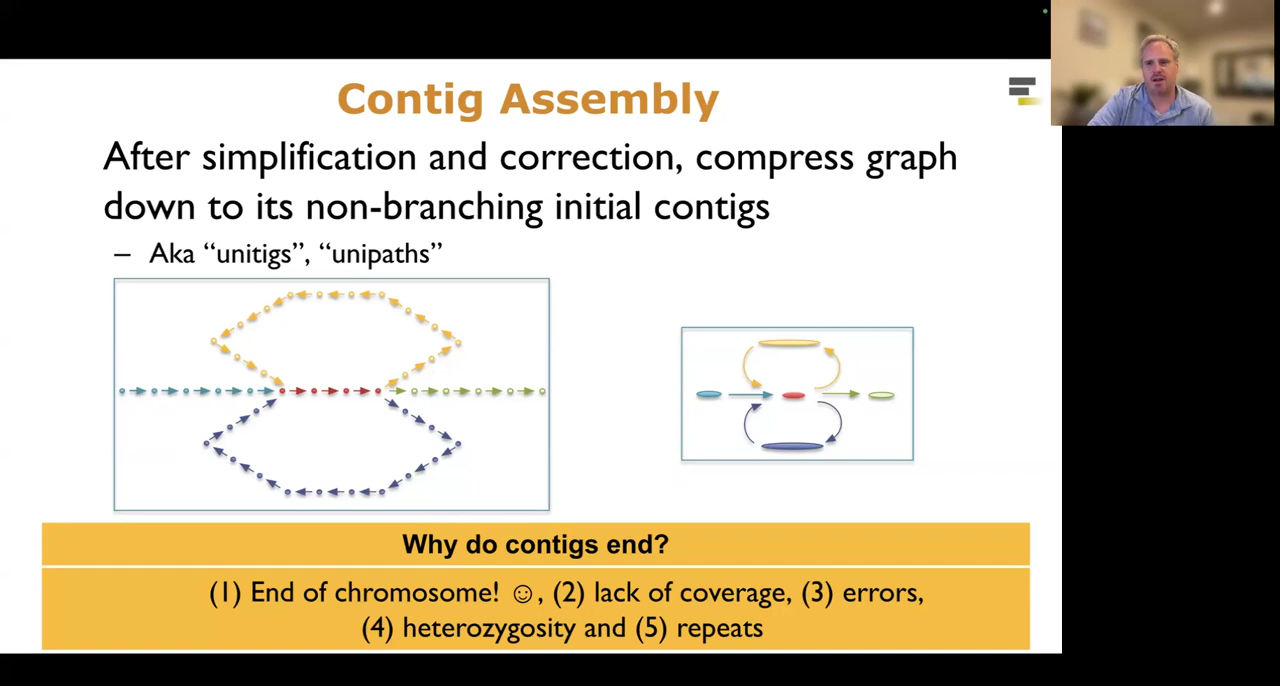 Contig Assembly
After simplification and correction, compress graph
down to its non-branching initial contigs
– Aka “unitigs”, “unipaths”
Why do contigs end?
(1) End of chromosome! ☺, (2) lack of coverage, (3) errors,
(4) heterozygosity and (5) repeats